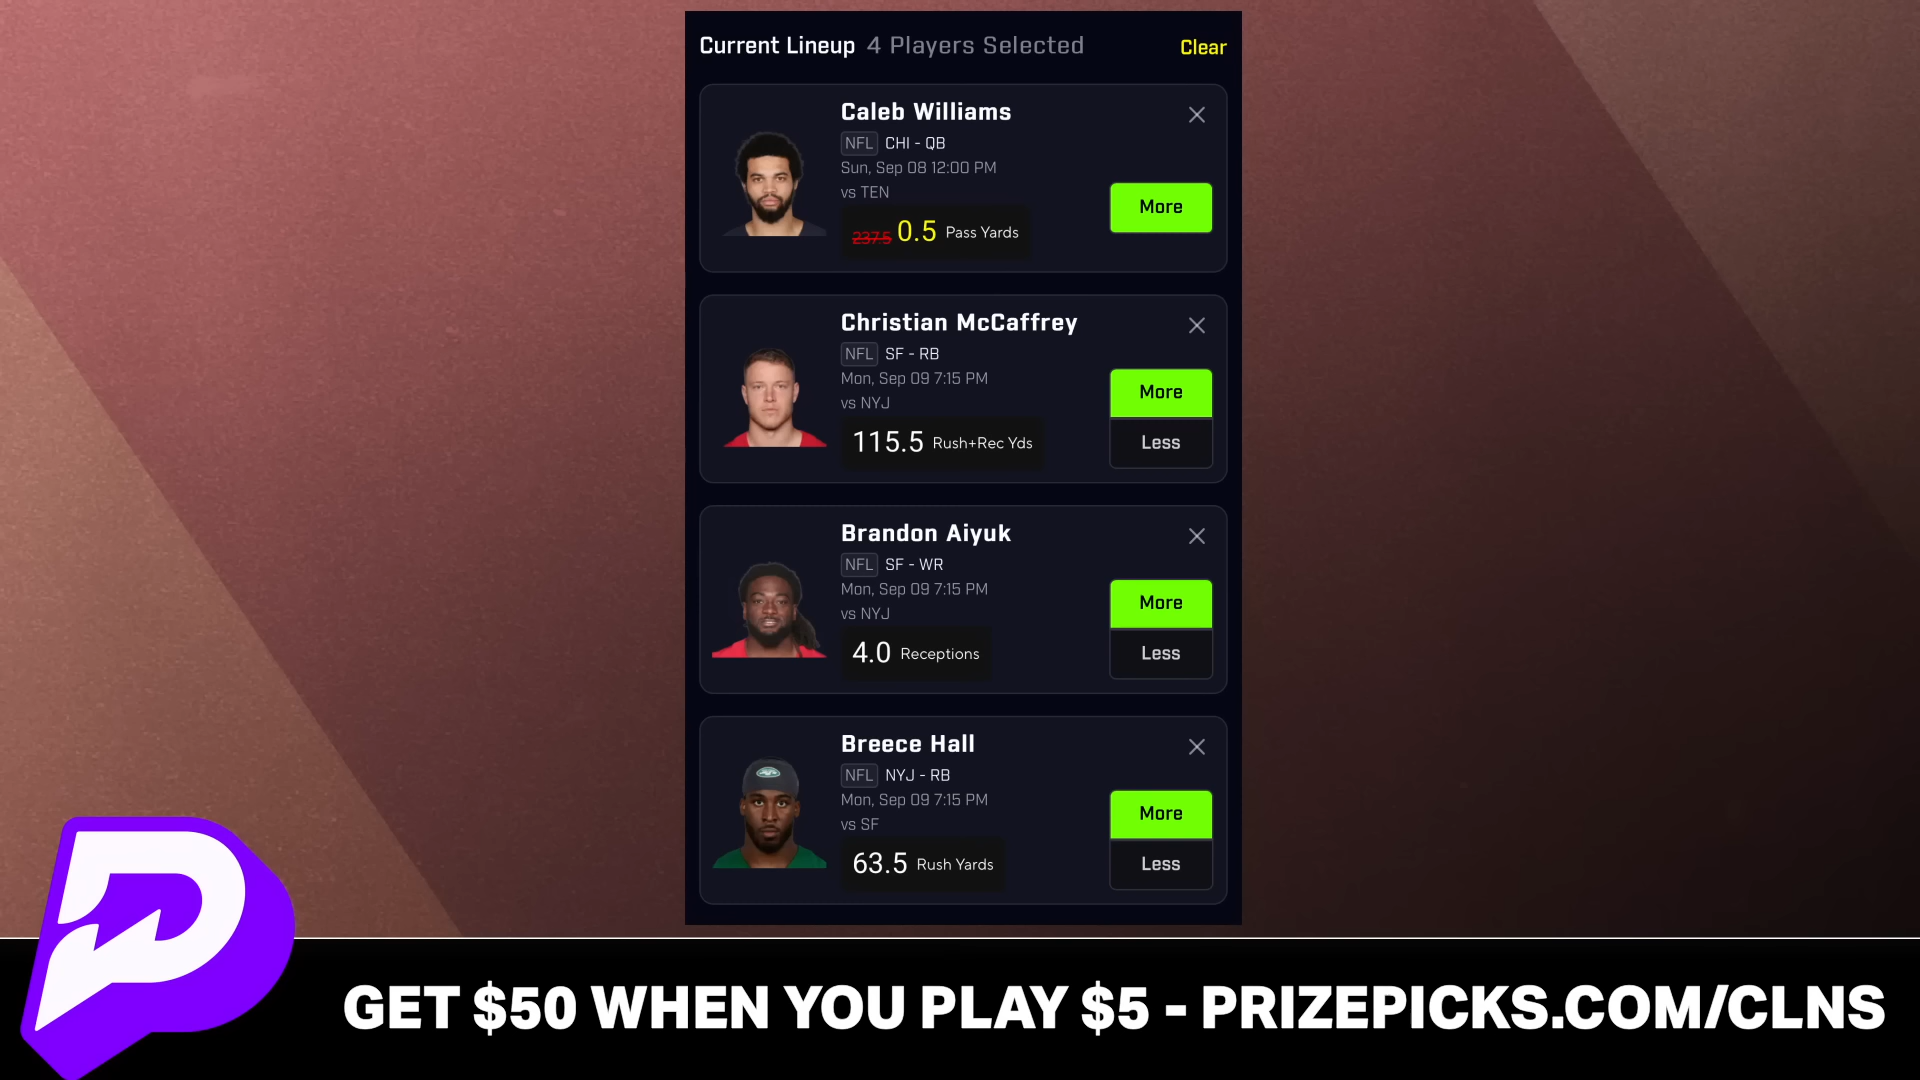 Current Lineup 4 Players Selected Clear
Caleb Williams
NFL CHI - QB
Sun, Sep 08 12:00 PM
vs TEN
237.5 0.5 Pass Yards
More
Christian McCaffrey
NFL SF - RB
Mon, Sep 09 7:15 PM
vs NYJ
115.5 Rush+Rec Yds
More
Less
Brandon Aiyuk
NFL SF - WR
Mon, Sep 09 7:15 PM
vs NYJ
4.0 Receptions
More
Less
Breece Hall
NFL NYJ - RB
Mon, Sep 09 7:15 PM
vs SF
63.5 Rush Yards
More
Less
GET $50 WHEN YOU PLAY $5 - PRIZEPICKS.COM/CLNS